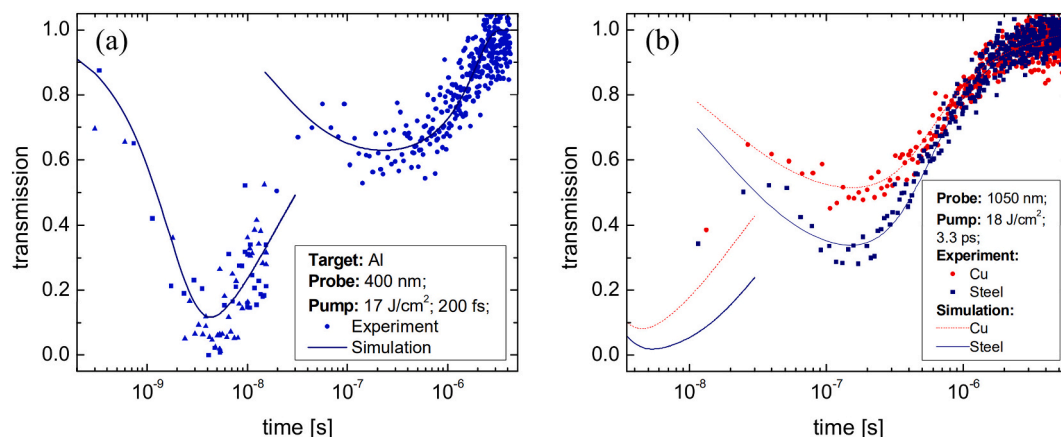 (a)
1.0
0.8
0.6
0.4
0.2
0.0
transmission
Target: Al
Probe: 400 nm;
Pump: 17 J/cm²; 200 fs;
Experiment
Simulation
10⁻⁹
10⁻⁸
10⁻⁷
10⁻⁶
time [s]
(b)
1.0
0.8
0.6
0.4
0.2
0.0
transmission
Probe: 1050 nm;
Pump: 18 J/cm²;
3.3 ps;
Experiment:
Cu
Steel
Simulation:
Cu
Steel
10⁻⁸
10⁻⁷
10⁻⁶
time [s]